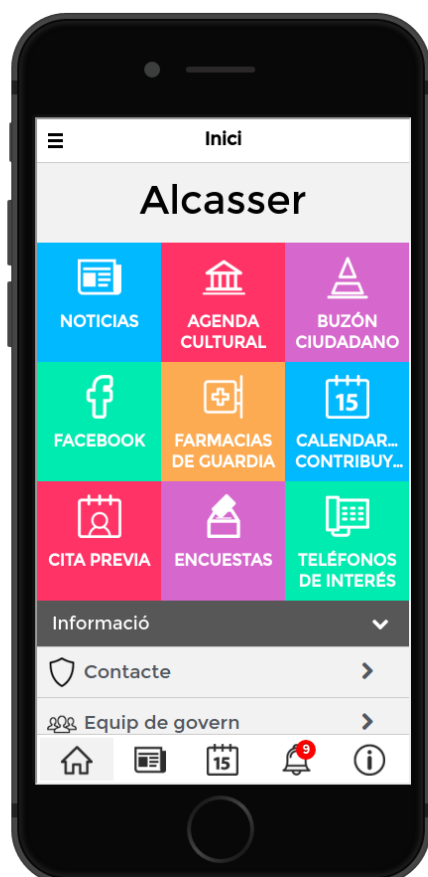 Inici
Alcasser
NOTICIAS
AGENDA
CULTURAL
BUZÓN
CIUDADANO
FACEBOOK
FARMACIAS
DE GUARDIA
15
CALENDAR...
CONTRIBUY...
CITA PREVIA
ENCUESTAS
TELÉFONOS
DE INTERÉS
Informació
Contacte
Equip de govern
15
9